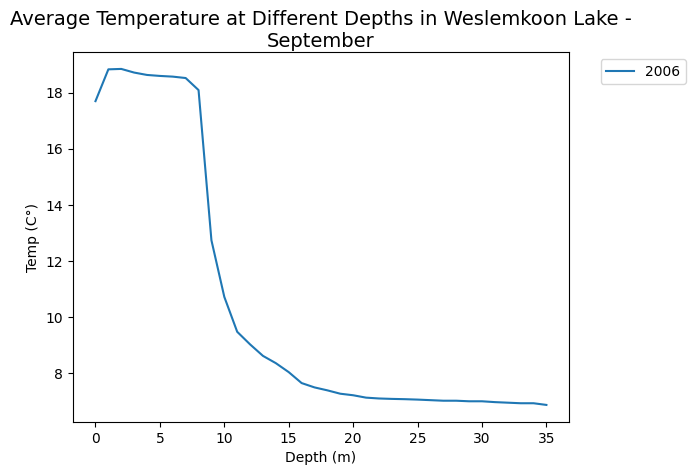 Average Temperature at Different Depths in Weslemkoon Lake -
September
2006
18
16
14
12
10
8
Temp (C°)
0 5 10 15 20 25 30 35
Depth (m)